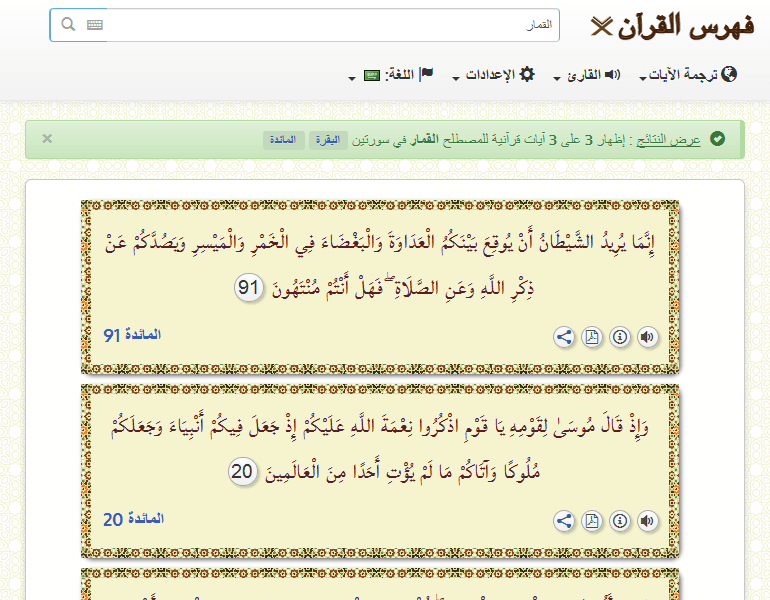 فهرس القرآن
القمار
ترجمة الآيات
القارئ
الإعدادات
اللغة:
عرض النتائج : إظهار 3 على 3 آيات قرآنية للمصطلح القمار في سورتين البقرة المائدة
إِنَّمَا يُرِيدُ الشَّيْطَانُ أَنْ يُوقِعَ بَيْنَكُمُ الْعَدَاوَةَ وَالْبَغْضَاءَ فِي الْخَمْرِ وَالْمَيْسِرِ وَيَصُدَّكُمْ عَنْ
ذِكْرِ اللَّهِ وَعَنِ الصَّلَاةِ ۖ فَهَلْ أَنْتُمْ مُنْتَهُونَ 91
المائدة 91
وَإِذْ قَالَ مُوسَىٰ لِقَوْمِهِ يَا قَوْمِ اذْكُرُوا نِعْمَةَ اللَّهِ عَلَيْكُمْ إِذْ جَعَلَ فِيكُمْ أَنْبِيَاءَ وَجَعَلَكُمْ
مُلُوكًا وَآتَاكُمْ مَا لَمْ يُؤْتِ أَحَدًا مِنَ الْعَالَمِينَ 20
المائدة 20